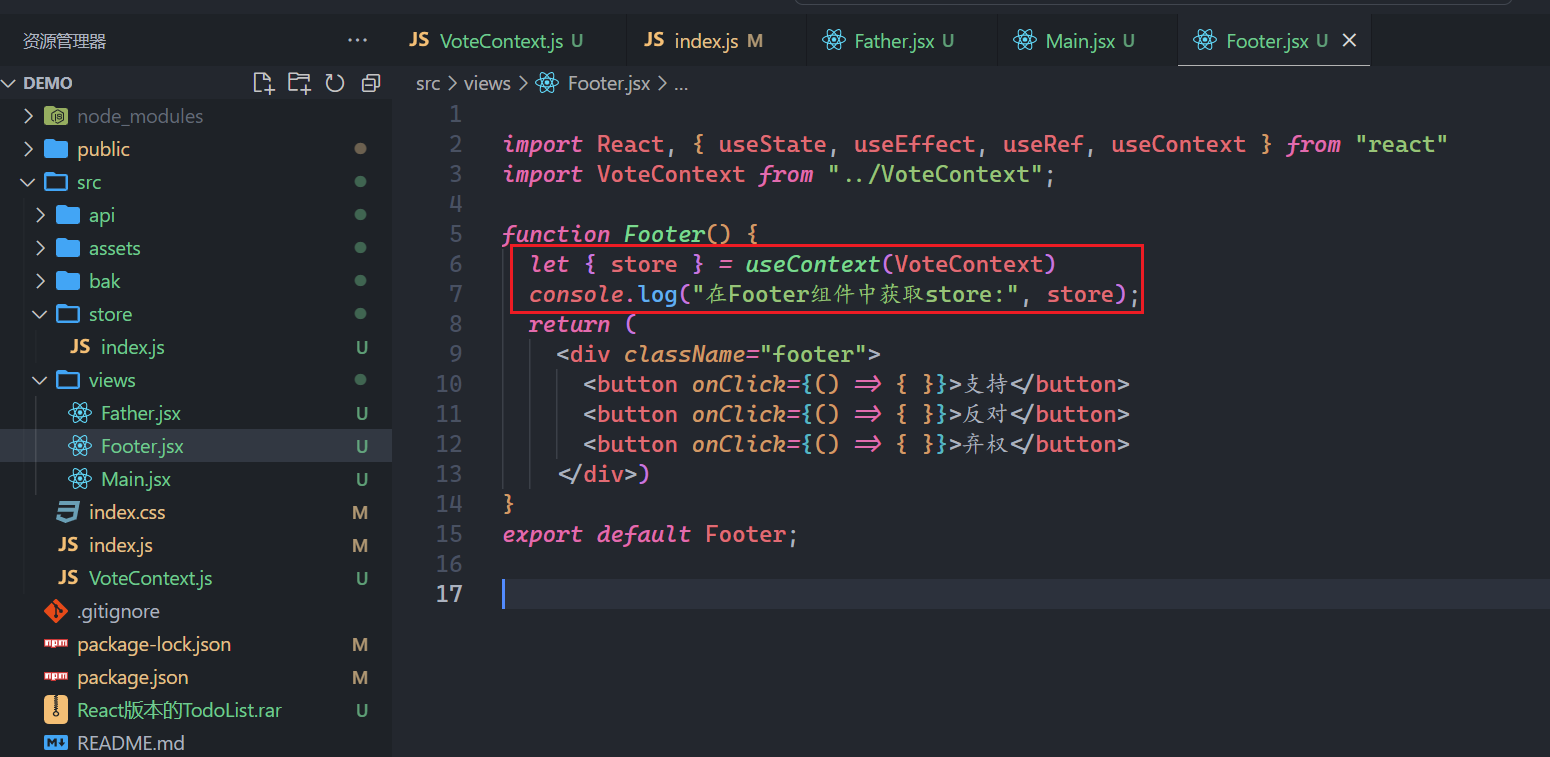 资源管理器 ···
JS VoteContext.js U
JS index.js M
Father.jsx U
Main.jsx U
Footer.jsx U
DEMO
src > views > Footer.jsx > ...
node_modules
public
src
api
assets
bak
store
JS index.js U
views
Father.jsx U
Footer.jsx U
Main.jsx U
index.css M
JS index.js M
JS VoteContext.js U
.gitignore
package-lock.json M
package.json M
React版本的TodoList.rar U
README.md
1
2 import React, { useState, useEffect, useRef, useContext } from "react"
3 import VoteContext from "../VoteContext";
4
5 function Footer() {
6 let { store } = useContext(VoteContext)
7 console.log("在Footer组件中获取store:", store);
8 return (
9 <div className="footer">
10 <button onClick={() => { }}>支持</button>
11 <button onClick={() => { }}>反对</button>
12 <button onClick={() => { }}>弃权</button>
13 </div>)
14 }
15 export default Footer;
16
17